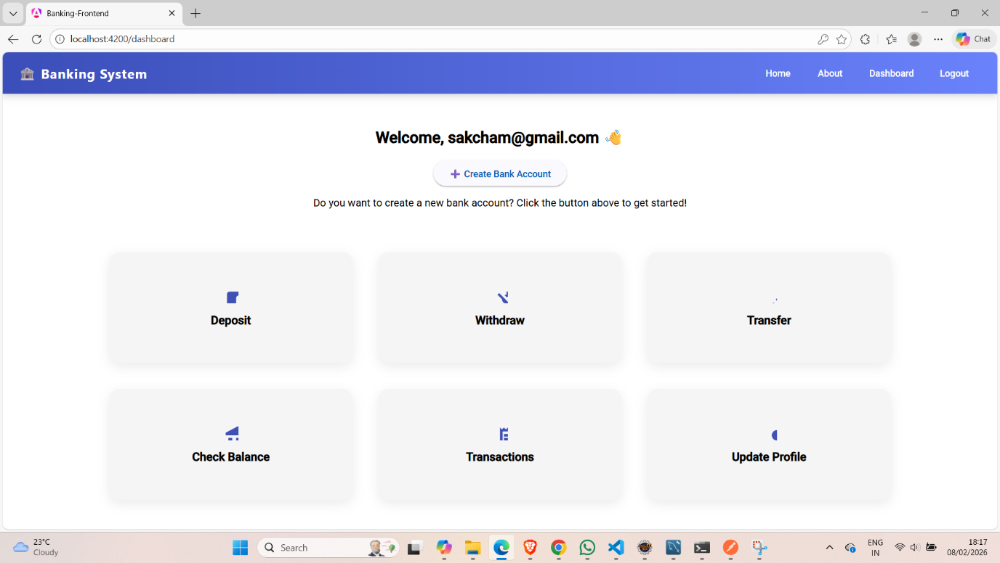 Banking-Frontend
localhost:4200/dashboard
Chat
Banking System
Home About Dashboard Logout
Welcome, sakcham@gmail.com 👋
➕ Create Bank Account
Do you want to create a new bank account? Click the button above to get started!
Deposit Withdraw Transfer
Check Balance Transactions Update Profile
23°C
Cloudy
Search
ENG
IN
18:17
08/02/2026